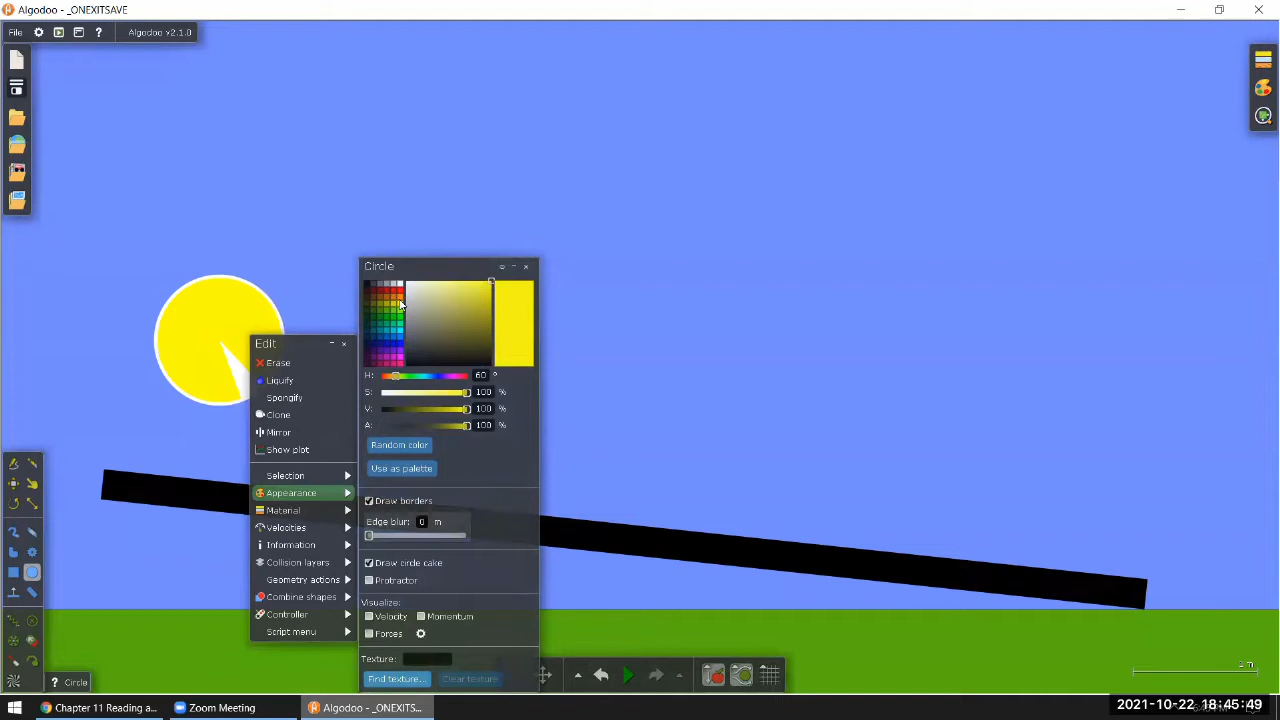 Algodoo - _ONEXITSAVE
File ? Algodoo v2.1.0
Circle
H: 60 °
S: 100 %
V: 100 %
A: 100 %
Random color
Use as palette
Draw borders
Edge blur: 0 m
Draw circle cake
Protractor
Visualize:
Velocity Momentum
Forces
Texture:
Find texture... Clear texture
Edit
Erase
Liquify
Spongify
Clone
Mirror
Show plot
Selection
Appearance
Material
Velocities
Information
Collision layers
Geometry actions
Combine shapes
Controller
Script menu
? Circle
1 m
Chapter 11 Reading a... Zoom Meeting Algodoo - _ONEXITS...
2021-10-22 18:45:49